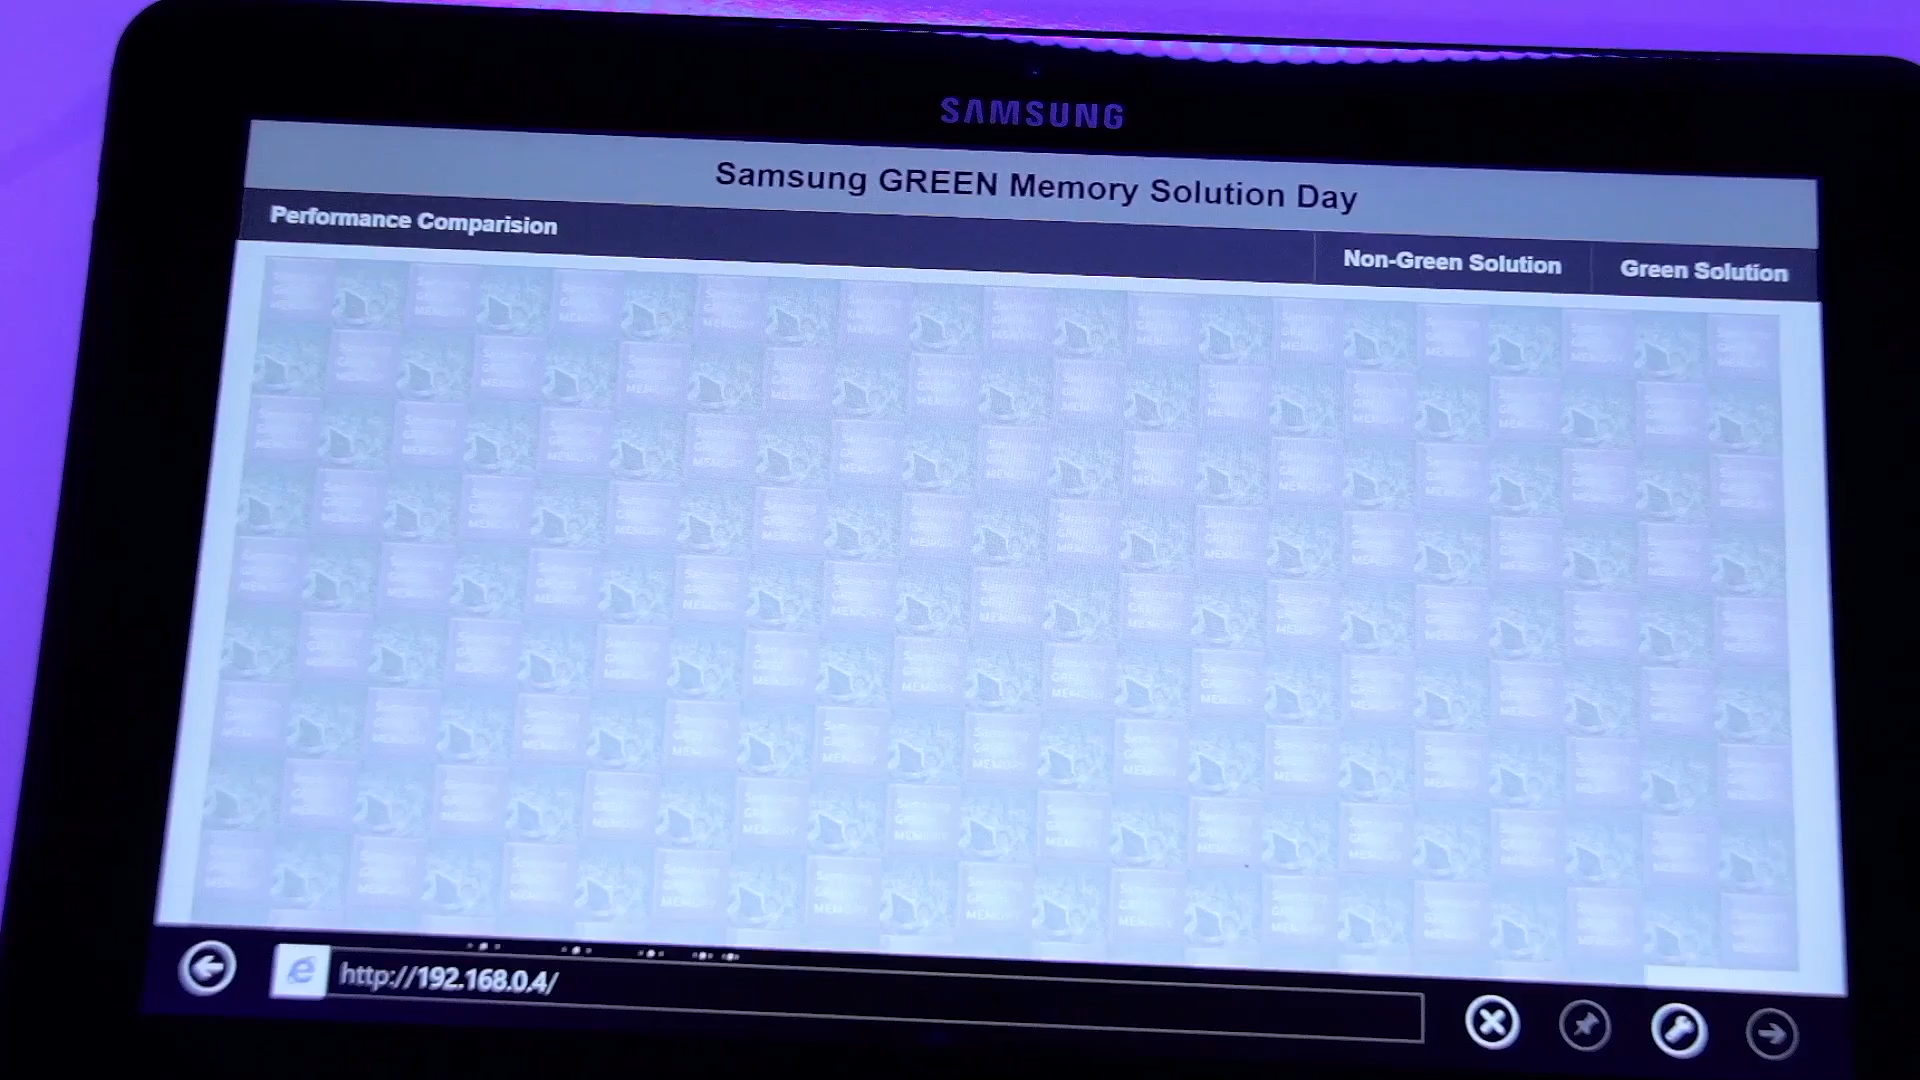 SAMSUNG
Samsung GREEN Memory Solution Day
Performance Comparision
Non-Green Solution
Green Solution
http://192.168.0.4/